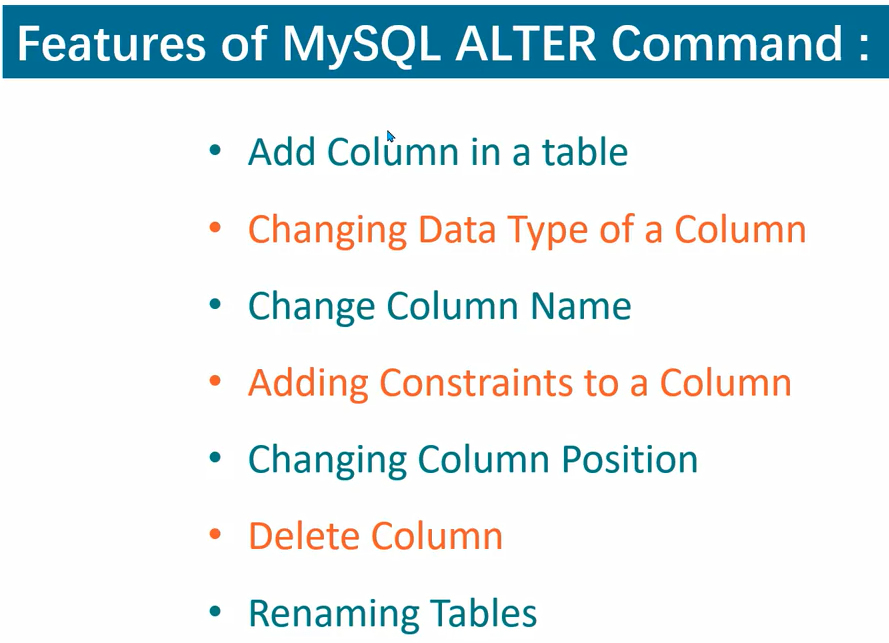 Features of MySQL ALTER Command :
• Add Column in a table
• Changing Data Type of a Column
• Change Column Name
• Adding Constraints to a Column
• Changing Column Position
• Delete Column
• Renaming Tables